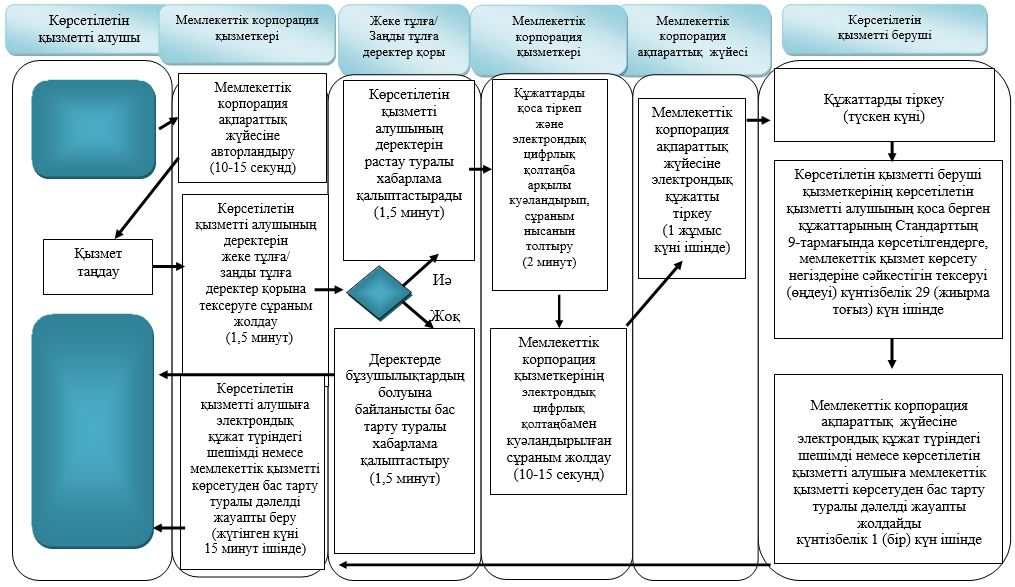 Көрсетілетін
қызметті алушы
Мемлекеттік корпорация
қызметкері
Жеке тұлға/
Заңды тұлға
деректер қоры
Мемлекеттік
корпорация
қызметкері
Мемлекеттік
корпорация
ақпараттық жүйесі
Көрсетілетін
қызметті беруші
Мемлекеттік
корпорация
ақпараттық
жүйесіне
авторландыру
(10-15 секунд)
Қызмет
таңдау
Көрсетілетін
қызметті алушының
деректерін
жеке тұлға/
заңды тұлға
деректер қорына
тексеруге сұраным
жолдау
(1,5 минут)
Көрсетілетін
қызметті алушыға
электрондық
құжат түріндегі
шешімді немесе
мемлекеттік қызметті
көрсетуден бас тарту
туралы дәлелді
жауапты беру
(жүгінген күні
15 минут ішінде)
Көрсетілетін
қызметті
алушының
деректерін
растау туралы
хабарлама
қалыптастырады
(1,5 минут)
Иә
Жоқ
Деректерде
бұзушылықтардың
болуына
байланысты бас
тарту туралы
хабарлама
қалыптастыру
(1,5 минут)
Құжаттарды
қоса тіркеп
және
электрондық
цифрлық
қолтаңба
арқылы
куәландырып,
сұраным
нысанын
толтыру
(2 минут)
Мемлекеттік
корпорация
қызметкерінің
электрондық
цифрлық
қолтаңбамен
куәландырылған
сұраным жолдау
(10-15 секунд)
Мемлекеттік
корпорация
ақпараттық
жүйесіне
электрондық
құжатты
тіркеу
(1 жұмыс
күні ішінде)
Құжаттарды тіркеу
(түскен күні)
Көрсетілетін қызметті беруші
қызметкерінің көрсетілетін
қызметті алушының қоса берген
құжаттарының Стандарттың
9-тармағында көрсетілгендерге,
мемлекеттік қызмет көрсету
негіздеріне сәйкестігін тексеруі
(өңдеуі) күнтізбелік 29 (жиырма
тоғыз) күн ішінде
Мемлекеттік корпорация
ақпараттық жүйесіне
электрондық құжат түріндегі
шешімді немесе көрсетілетін
қызметті алушыға мемлекеттік
қызметті көрсетуден бас тарту
туралы дәлелді жауапты
жолдайды
күнтізбелік 1 (бір) күн ішінде